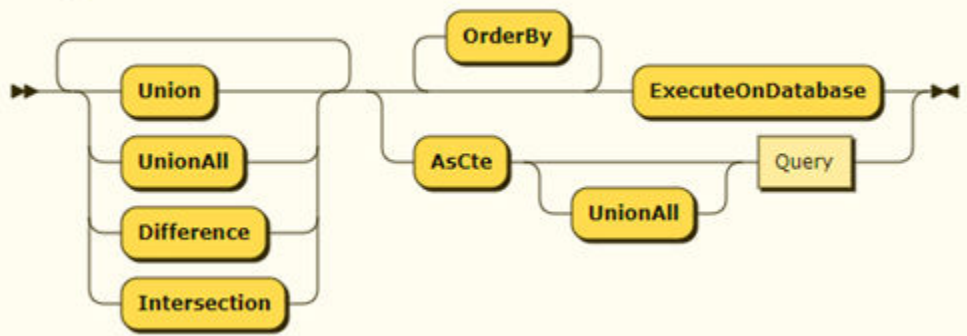 OrderBy
Union
ExecuteOnDatabase
UnionAll
AsCte
Query
UnionAll
Difference
Intersection